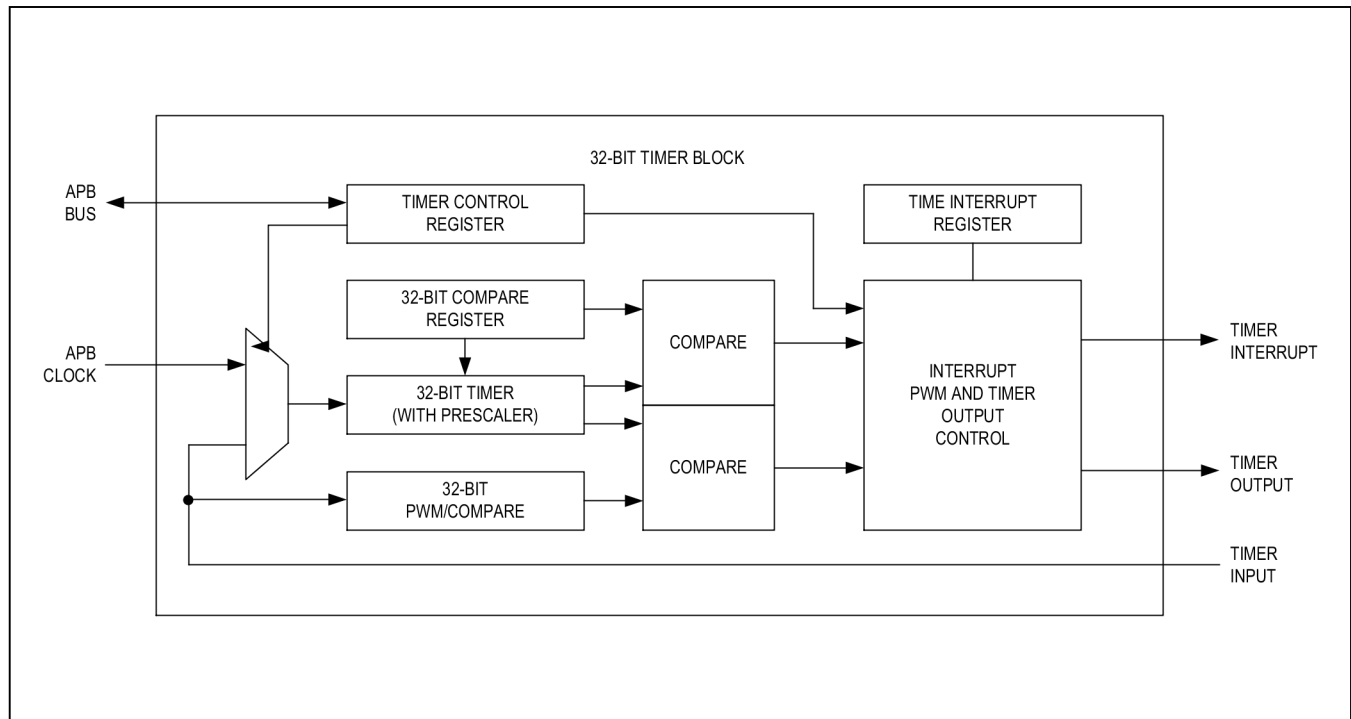 32-BIT TIMER BLOCK
APB
BUS
TIMER CONTROL
REGISTER
TIME INTERRUPT
REGISTER
32-BIT COMPARE
REGISTER
COMPARE
APB
CLOCK
32-BIT TIMER
(WITH PRESCALER)
INTERRUPT
PWM AND TIMER
OUTPUT
CONTROL
TIMER
INTERRUPT
COMPARE
32-BIT
PWM/COMPARE
TIMER
OUTPUT
TIMER
INPUT